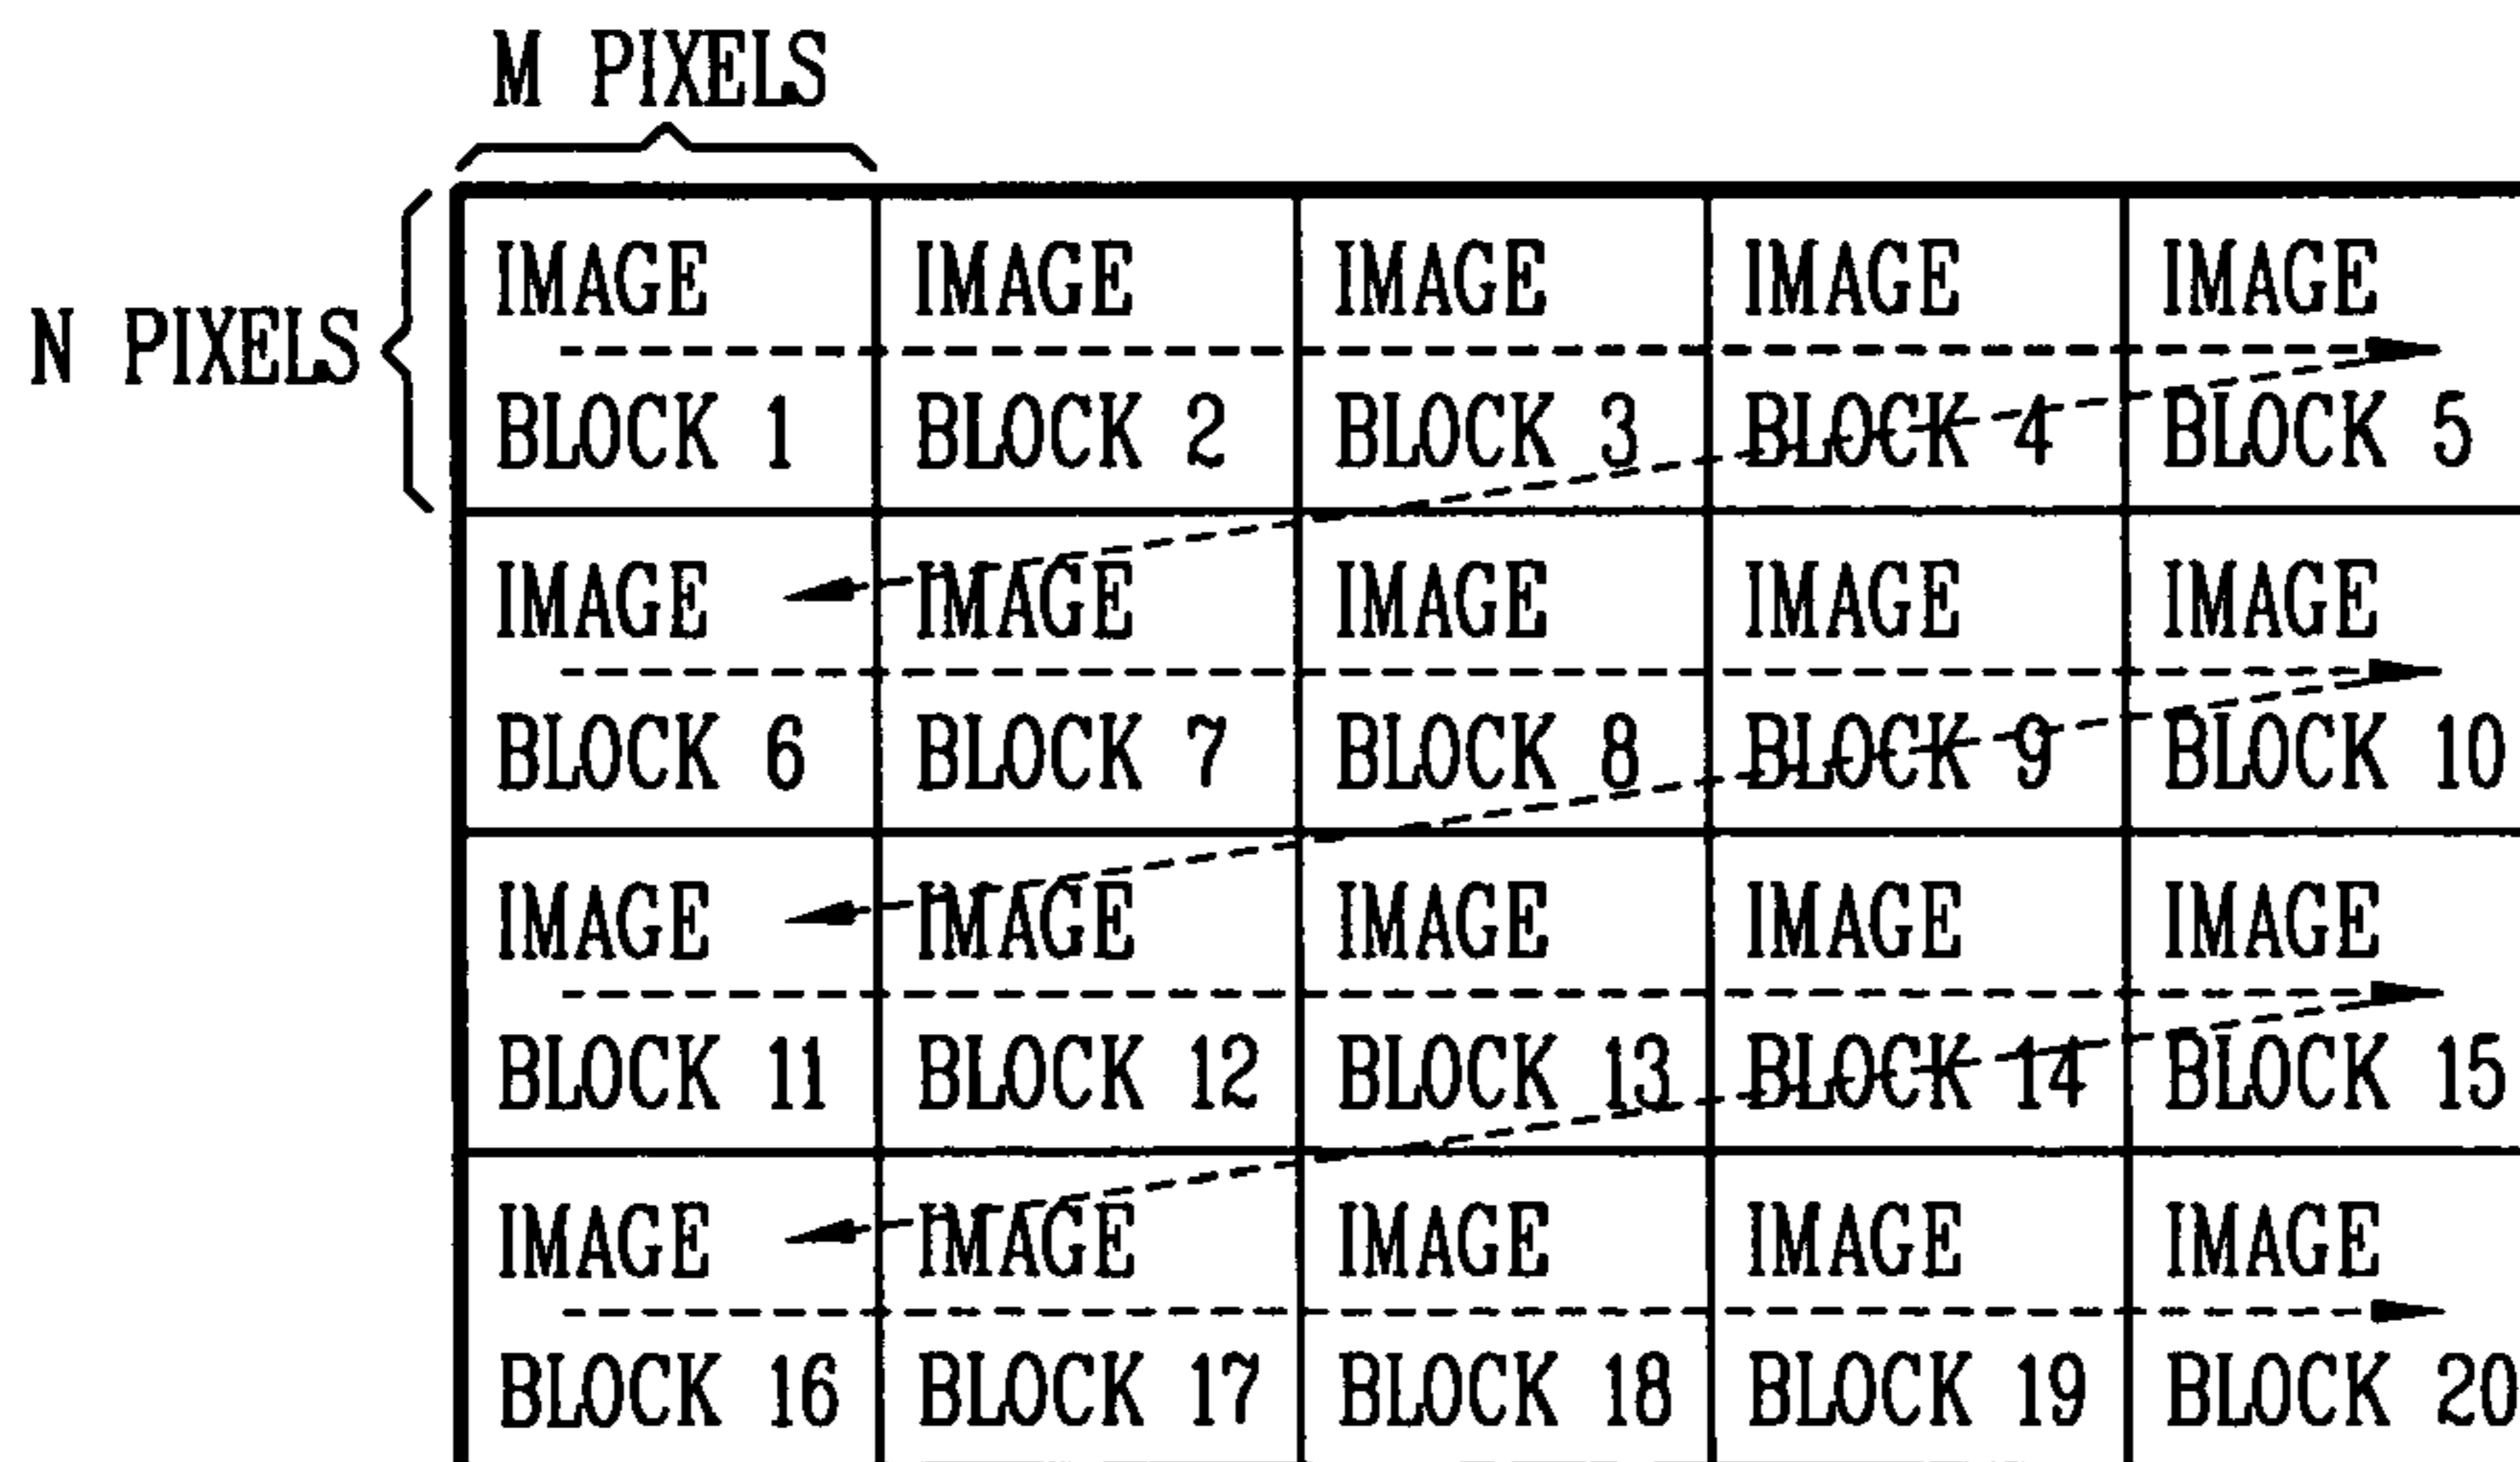 M PIXELS
N PIXELS
IMAGE IMAGE IMAGE IMAGE IMAGE
BLOCK 1 BLOCK 2 BLOCK 3 BLOCK 4 BLOCK 5
IMAGE IMAGE IMAGE IMAGE IMAGE
BLOCK 6 BLOCK 7 BLOCK 8 BLOCK 9 BLOCK 10
IMAGE IMAGE IMAGE IMAGE IMAGE
BLOCK 11 BLOCK 12 BLOCK 13 BLOCK 14 BLOCK 15
IMAGE IMAGE IMAGE IMAGE IMAGE
BLOCK 16 BLOCK 17 BLOCK 18 BLOCK 19 BLOCK 20